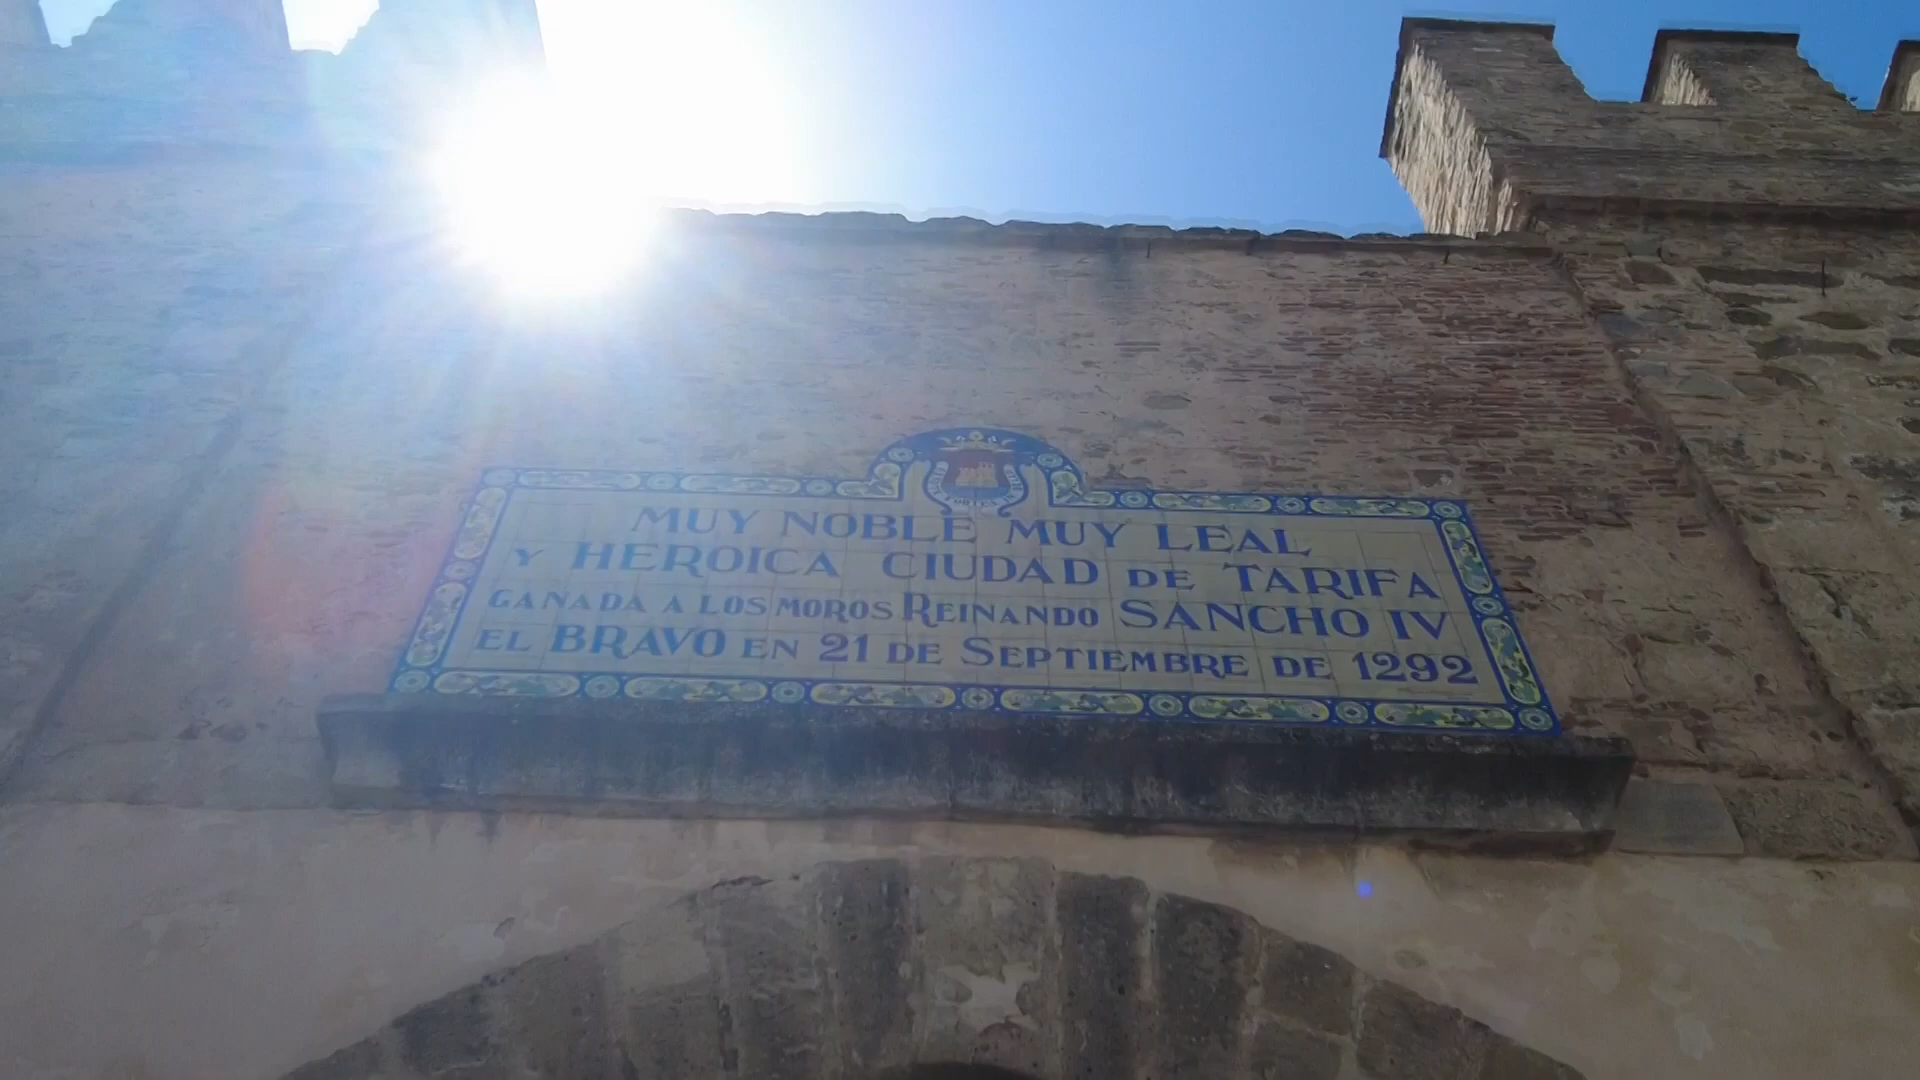 MUY NOBLE MUY LEAL
Y HEROICA CIUDAD DE TARIFA
GANADA A LOS MOROS REINANDO SANCHO IV
EL BRAVO EN 21 DE SEPTIEMBRE DE 1292